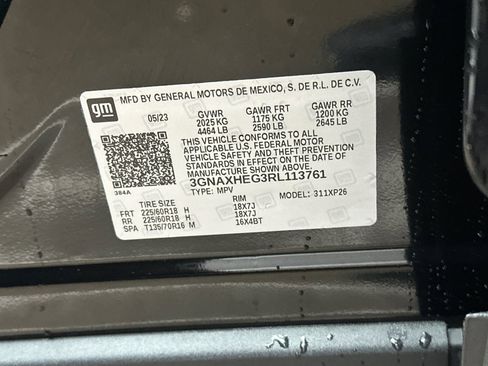 gm
MFD BY GENERAL MOTORS DE MEXICO, S. DE R.L. DE C.V.
05/23 GVWR GAWR FRT GAWR RR
2025 KG 1175 KG 1200 KG
4464 LB 2590 LB 2645 LB
THIS VEHICLE CONFORMS TO ALL
APPLICABLE U.S. FEDERAL MOTOR
VEHICLE SAFETY AND THEFT
PREVENTION STANDARDS IN
EFFECT ON THE DATE OF
MANUFACTURE SHOWN ABOVE.
3GNAXHEG3RL113761
384A TYPE: MPV MODEL: 311XP26
TIRE SIZE RIM
FRT 225/60R18 H 18X7J
RR 225/60R18 H 18X7J
SPA T135/70R16 M 16X4BT